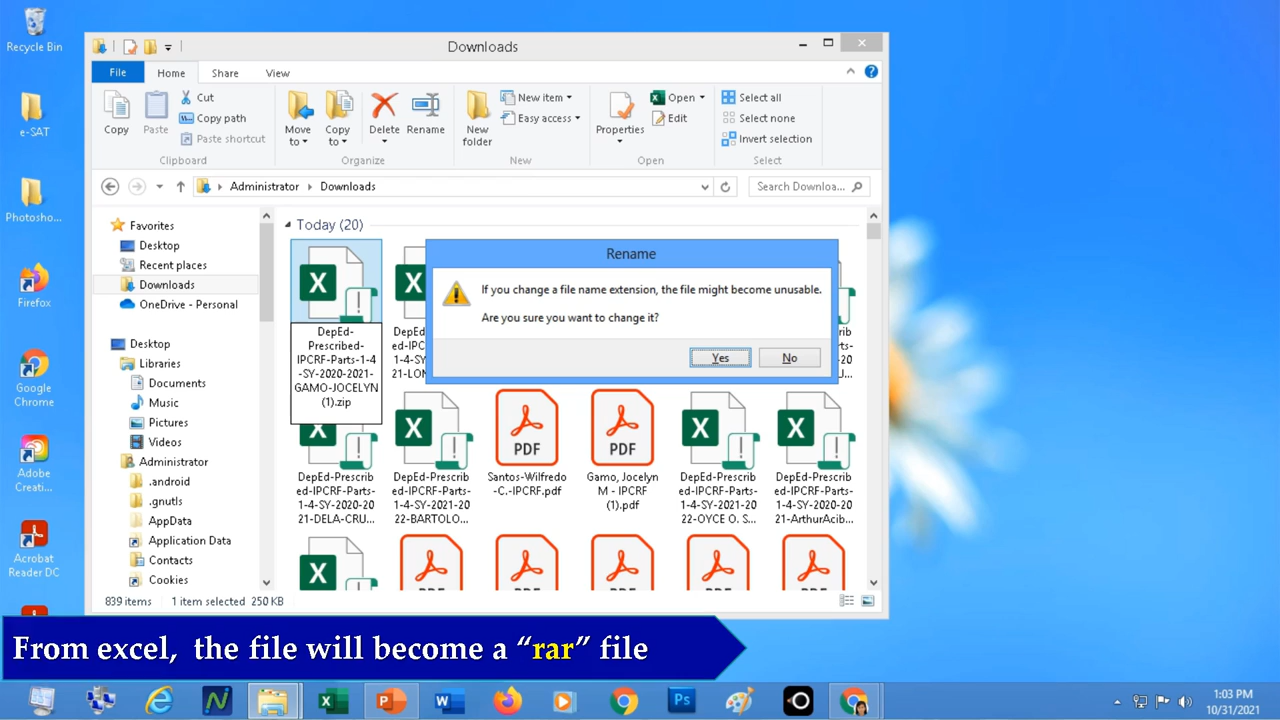 Recycle Bin
e-SAT
Photosho...
Firefox
Google
Chrome
Adobe
Creati...
Acrobat
Reader DC
Downloads
File
Home
Share
View
Copy
Paste
Cut
Copy path
Paste shortcut
Clipboard
Move
to
Copy
to
Delete
Rename
Organize
New
folder
New item
Easy access
New
Properties
Open
Edit
Open
Select all
Select none
Invert selection
Select
Administrator
Downloads
Search Downloa...
Favorites
Desktop
Recent places
Downloads
OneDrive - Personal
Desktop
Libraries
Documents
Music
Pictures
Videos
Administrator
.android
.gnutls
AppData
Application Data
Contacts
Cookies
Today (20)
DepEd-
Prescribed-
IPCRF-Parts-1-4
-SY-2020-2021-
GAMO-JOCELYN
(1).zip
Rename
If you change a file name extension, the file might become unusable.
Are you sure you want to change it?
Yes
No
PDF
PDF
DepEd-Prescrib
ed-IPCRF-Parts-
1-4-SY-2020-20
21-DELA-CRU...
DepEd-Prescrib
ed-IPCRF-Parts-
1-4-SY-2021-20
22-BARTOLO...
Santos-Wilfredo
-C.-IPCRF.pdf
Gamo, Jocelyn
M - IPCRF
(1).pdf
DepEd-Prescrib
ed-IPCRF-Parts-
1-4-SY-2021-20
22-OYCE O. S...
DepEd-Prescrib
ed-IPCRF-Parts-
1-4-SY-2020-20
21-ArthurAcib...
839 items
1 item selected 250 KB
From excel, the file will become a “rar” file
1:03 PM
10/31/2021